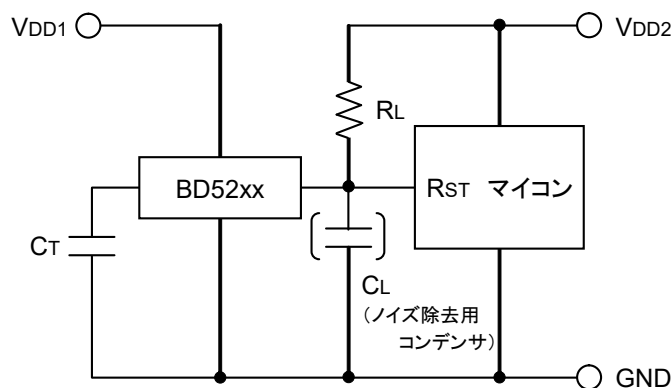 VDD1
VDD2
RL
BD52xx
RST マイコン
CT
CL
(ノイズ除去用
コンデンサ)
GND